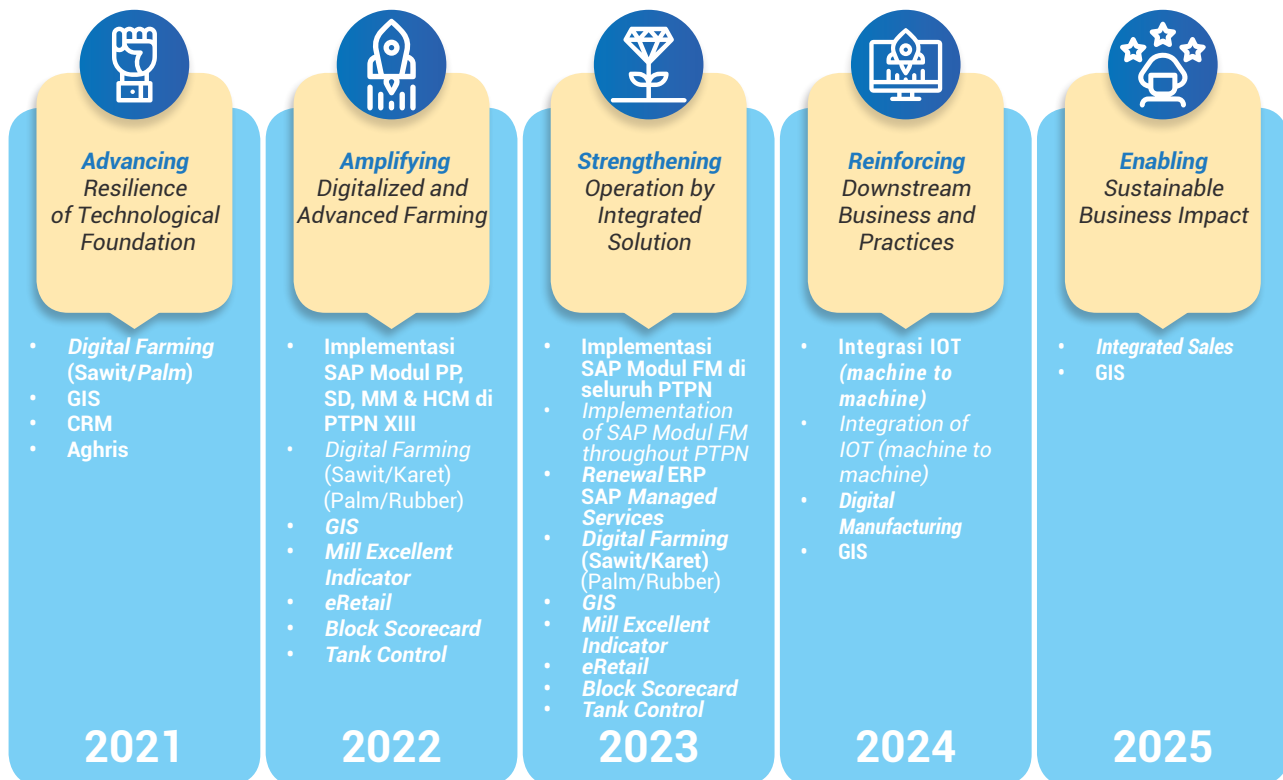 Advancing
Resilience
of Technological
Foundation
• Digital Farming
(Sawit/Palm)
• GIS
• CRM
• Aghris
2021
Amplifying
Digitalized and
Advanced Farming
• Implementasi
SAP Modul PP,
SD, MM & HCM di
PTPN XIII
• Digital Farming
(Sawit/Karet)
(Palm/Rubber)
• GIS
• Mill Excellent
Indicator
• eRetail
• Block Scorecard
• Tank Control
2022
Strengthening
Operation by
Integrated
Solution
• Implementasi
SAP Modul FM di
seluruh PTPN
• Implementation
of SAP Modul FM
throughout PTPN
• Renewal ERP
SAP Managed
Services
• Digital Farming
(Sawit/Karet)
(Palm/Rubber)
• GIS
• Mill Excellent
Indicator
• eRetail
• Block Scorecard
• Tank Control
2023
Reinforcing
Downstream
Business and
Practices
• Integrasi IOT
(machine to
machine)
• Integration of
IOT (machine to
machine)
• Digital
Manufacturing
• GIS
2024
Enabling
Sustainable
Business Impact
• Integrated Sales
• GIS
2025